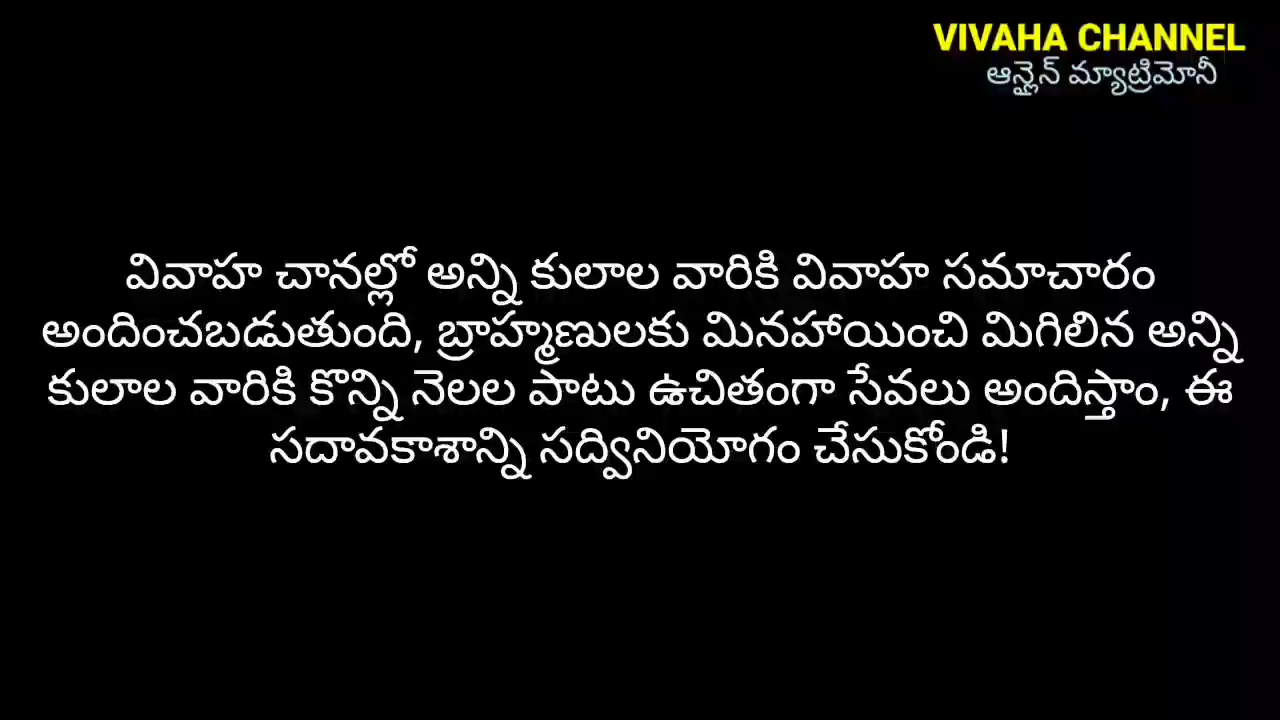 VIVAHA CHANNEL
ఆన్లైన్ మ్యాట్రిమోనీ
వివాహ చానల్లో అన్ని కులాల వారికి వివాహ సమాచారం
అందించబడుతుంది, బ్రాహ్మణులకు మినహాయించి మిగిలిన అన్ని
కులాల వారికి కొన్ని నెలల పాటు ఉచితంగా సేవలు అందిస్తాం, ఈ
సదావకాశాన్ని సద్వినియోగం చేసుకోండి!